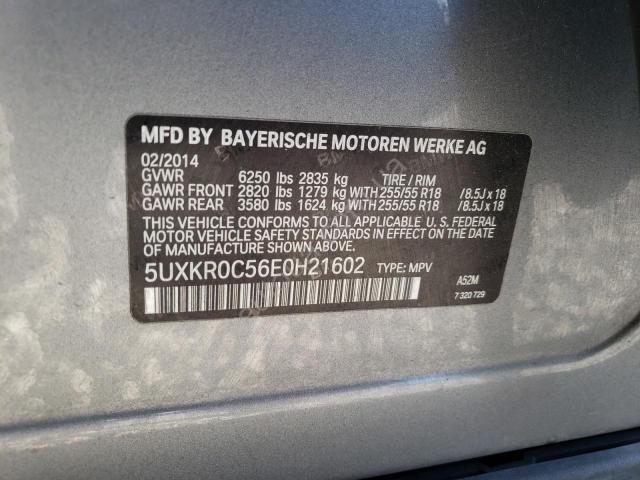 MFD BY BAYERISCHE MOTOREN WERKE AG
02/2014
GVWR 6250 lbs 2835 kg TIRE / RIM
GAWR FRONT 2820 lbs 1279 kg WITH 255/55 R18 /8.5J x 18
GAWR REAR 3580 lbs 1624 kg WITH 255/55 R18 /8.5J x 18
THIS VEHICLE CONFORMS TO ALL APPLICABLE U. S. FEDERAL
MOTOR VEHICLE SAFETY STANDARDS IN EFFECT ON THE DATE
OF MANUFACTURE SHOWN ABOVE.
5UXKR0C56E0H21602 TYPE: MPV A52M
7 320 729